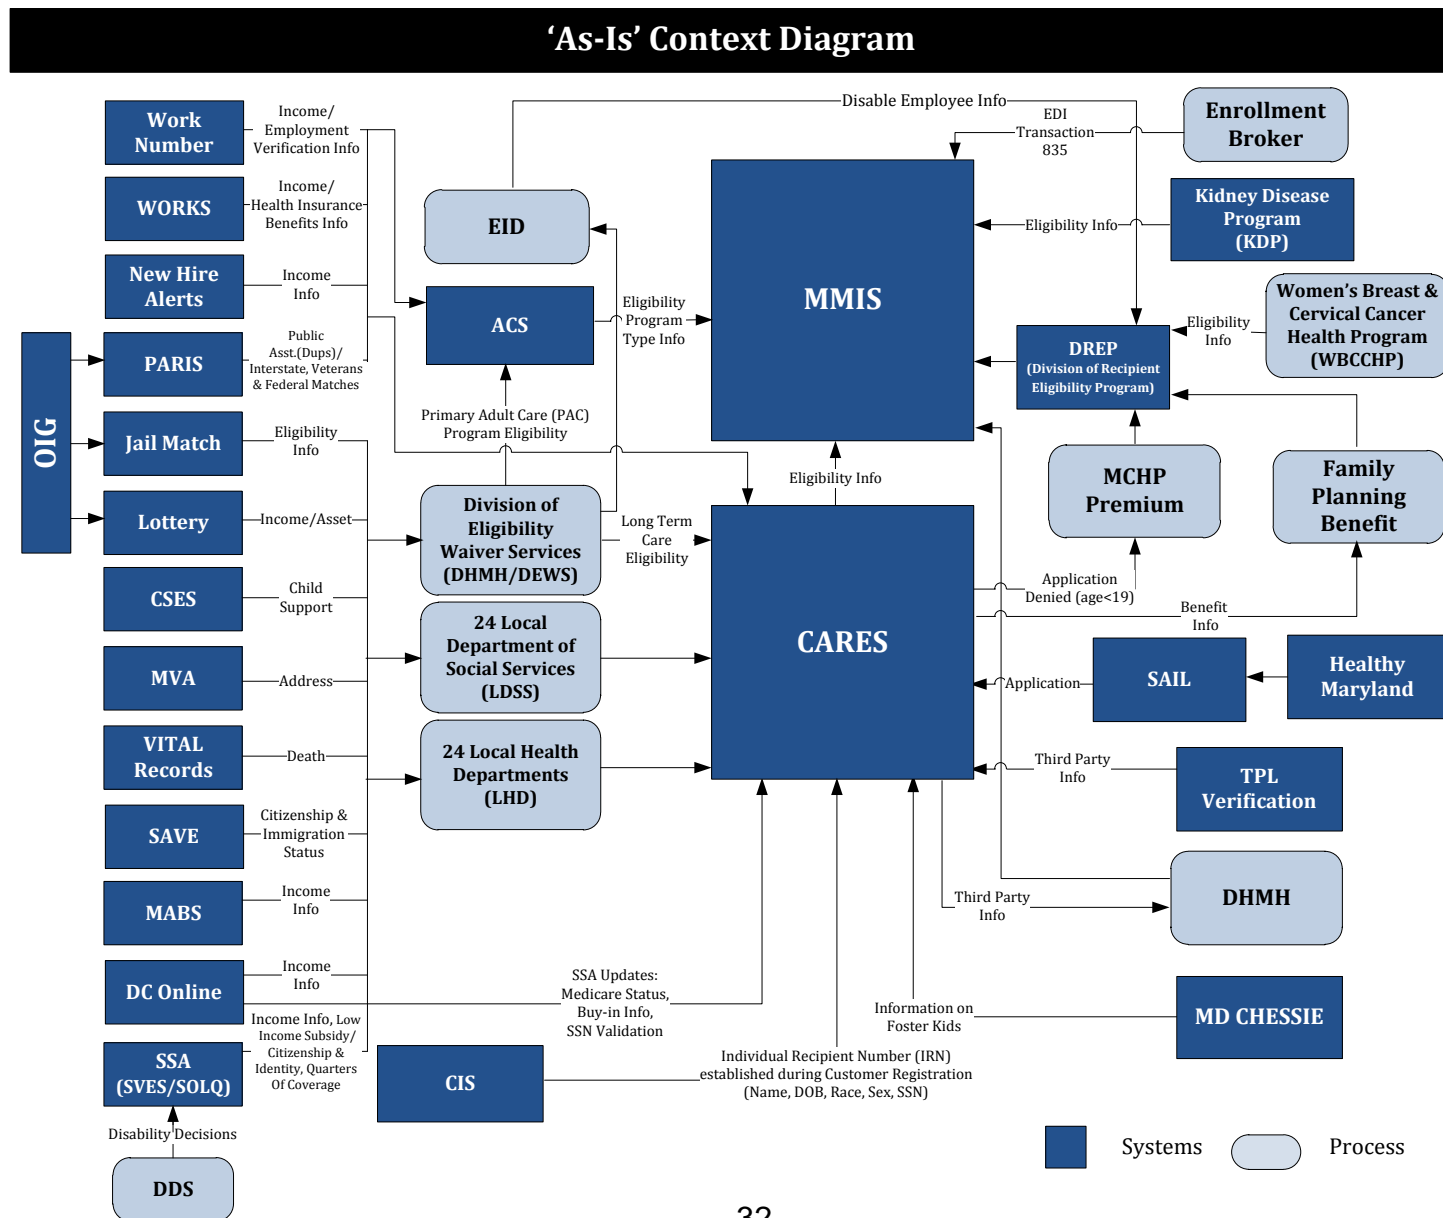 ‘As-Is’ Context Diagram
Work
Number
Income/
Employment
Verification Info
WORKS
Income/
Health Insurance
Benefits Info
New Hire
Alerts
Income
Info
OIG
PARIS
Public
Asst.(Dups)/
Interstate, Veterans
& Federal Matches
Jail Match
Eligibility
Info
Lottery
Income/Asset
CSES
Child
Support
MVA
Address
VITAL
Records
Death
SAVE
Citizenship &
Immigration
Status
MABS
Income
Info
DC Online
Income
Info
SSA
(SVES/SOLQ)
Income Info, Low
Income Subsidy/
Citizenship &
Identity, Quarters
Of Coverage
Disability Decisions
DDS
Disable Employee Info
EID
ACS
Eligibility
Program
Type Info
Primary Adult Care (PAC)
Program Eligibility
Division of
Eligibility
Waiver Services
(DHMH/DEWS)
Long Term
Care
Eligibility
24 Local
Department of
Social Services
(LDSS)
24 Local Health
Departments
(LHD)
SSA Updates:
Medicare Status,
Buy-in Info,
SSN Validation
CIS
Individual Recipient Number (IRN)
established during Customer Registration
(Name, DOB, Race, Sex, SSN)
MMIS
Eligibility Info
CARES
EDI
Transaction
835
Enrollment
Broker
Eligibility Info
Kidney Disease
Program
(KDP)
DREP
(Division of Recipient
Eligibility Program)
Eligibility
Info
Women’s Breast &
Cervical Cancer
Health Program
(WBCCHP)
MCHP
Premium
Family
Planning
Benefit
Application
Denied (age<19)
Benefit
Info
Application
SAIL
Healthy
Maryland
Third Party
Info
TPL
Verification
Third Party
Info
DHMH
Information on
Foster Kids
MD CHESSIE
Systems
Process
32